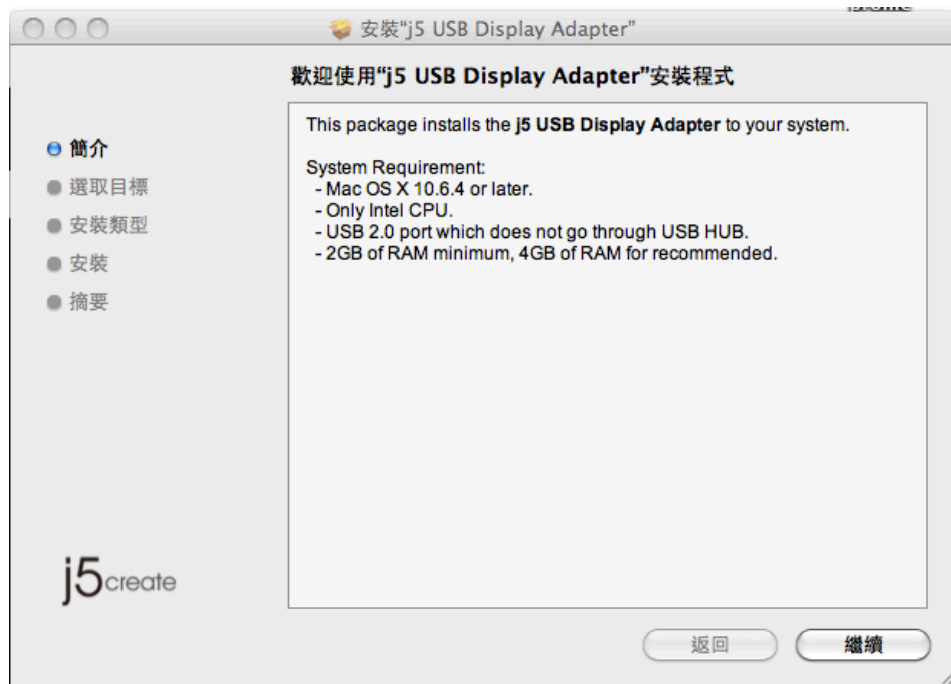 安裝“j5 USB Display Adapter”
歡迎使用“j5 USB Display Adapter”安裝程式
簡介
選取目標
安裝類型
安裝
摘要
This package installs the j5 USB Display Adapter to your system.
System Requirement:
- Mac OS X 10.6.4 or later.
- Only Intel CPU.
- USB 2.0 port which does not go through USB HUB.
- 2GB of RAM minimum, 4GB of RAM for recommended.
j5create
返回
繼續